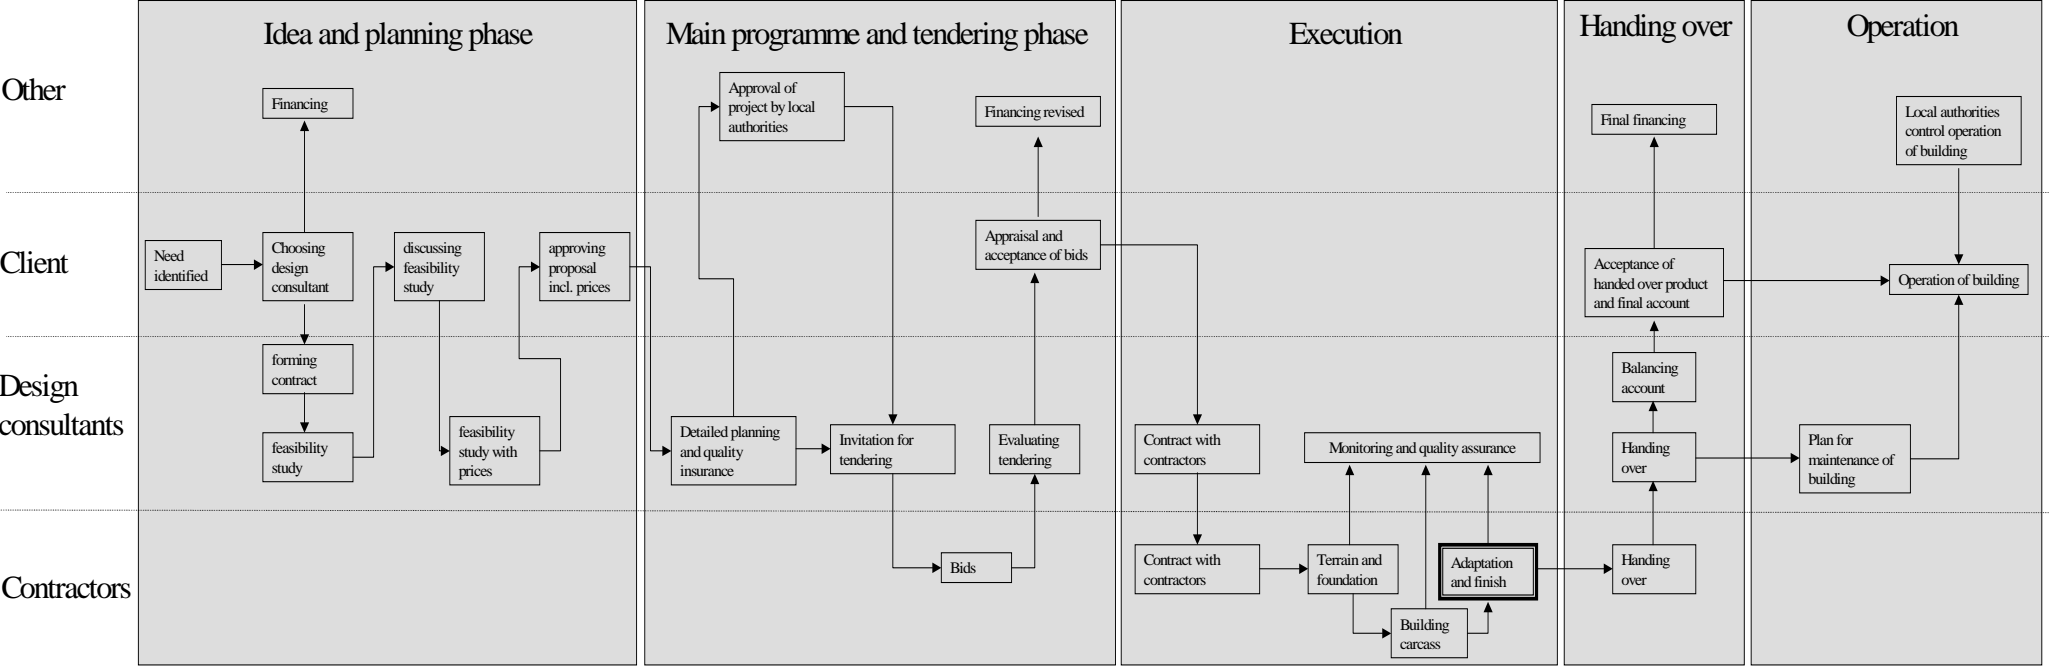 Idea and planning phase
Main programme and tendering phase
Execution
Handing over
Operation
Other
Financing
Approval of
project by local
authorities
Financing revised
Final financing
Local authorities
control operation
of building
Client
Need
identified
Choosing
design
consultant
discussing
feasibility
study
approving
proposal
incl. prices
Appraisal and
acceptance of bids
Acceptance of
handed over product
and final account
Operation of building
Design
consultants
forming
contract
feasibility
study
feasibility
study with
prices
Detailed planning
and quality
insurance
Invitation for
tendering
Evaluating
tendering
Contract with
contractors
Monitoring and quality assurance
Balancing
account
Handing
over
Plan for
maintenance of
building
Contractors
Bids
Contract with
contractors
Terrain and
foundation
Building
carcass
Adaptation
and finish
Handing
over